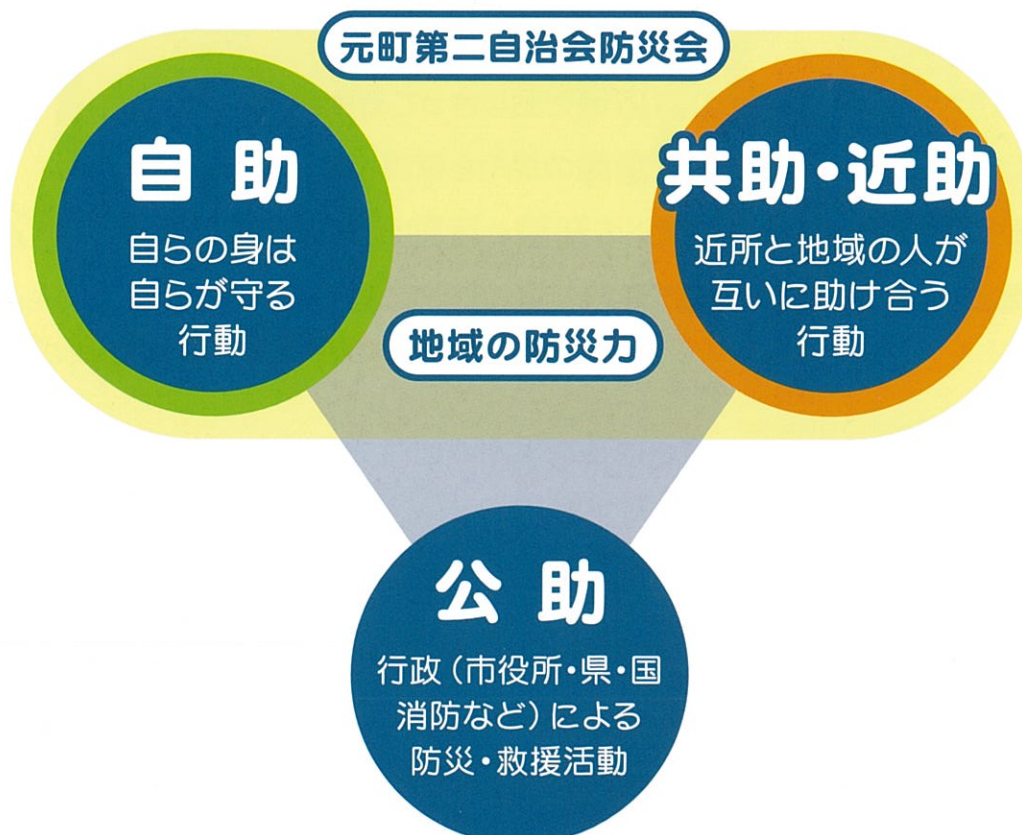 元町第二自治会防災会
自助
自らの身は
自らが守る
行動
共助・近助
近所と地域の人が
互いに助け合う
行動
地域の防災力
公助
行政（市役所・県・国
消防など）による
防災・救援活動